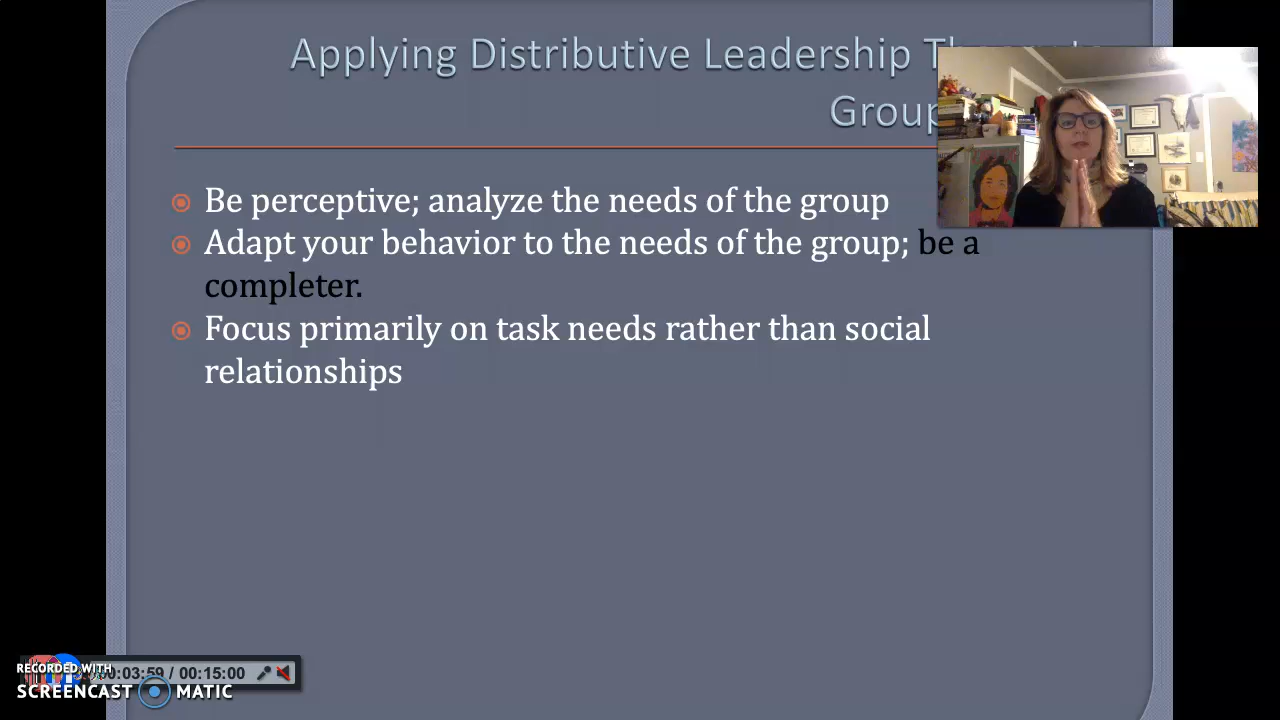 Applying Distributive Leadership
Group
Be perceptive; analyze the needs of the group
Adapt your behavior to the needs of the group; be a
completer.
Focus primarily on task needs rather than social
relationships
RECORDED WITH
00:03:59 / 00:15:00
SCREENCAST MATIC